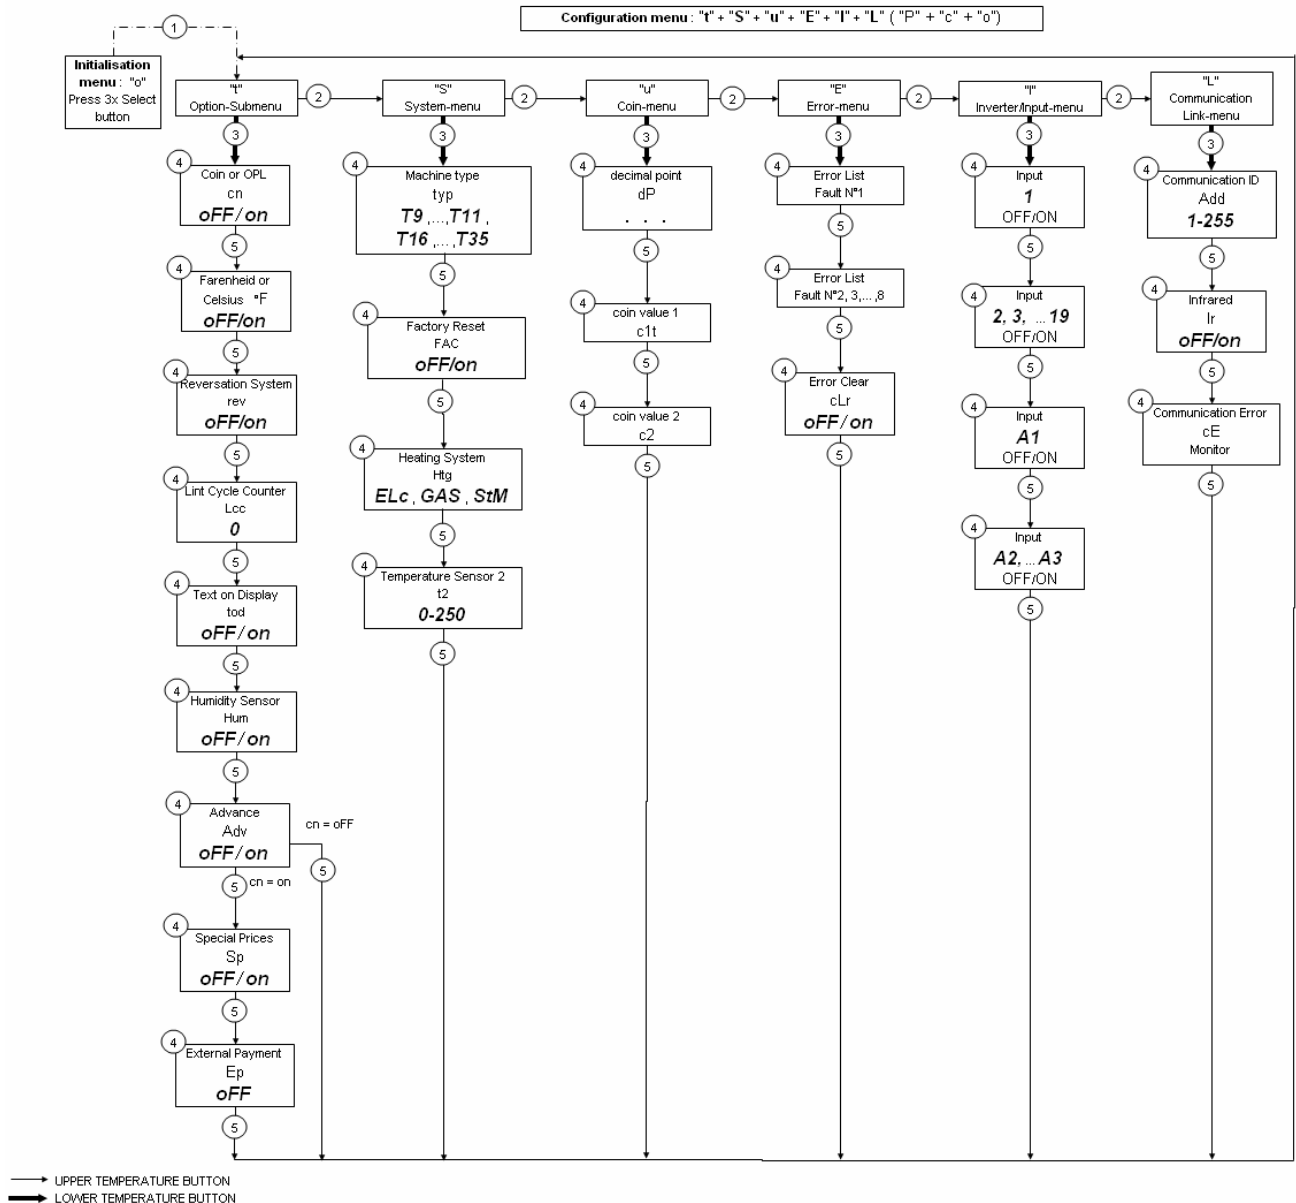 Configuration menu : "t" + "S" + "u" + "E" + "I" + "L" ( "P" + "c" + "o")
1
Initialisation
menu : "o"
Press 3x Select
button
"t"
Option-Submenu
2
"S"
System-menu
2
"u"
Coin-menu
2
"E"
Error-menu
2
"I"
Inverter/Input-menu
2
"L"
Communication
Link-menu
3
4
Coin or OPL
cn
oFF/on
5
4
Farenheid or
Celsius °F
oFF/on
5
4
Reversation System
rev
oFF/on
5
4
Lint Cycle Counter
Lcc
0
5
4
Text on Display
tod
oFF/on
5
4
Humidity Sensor
Hum
oFF/on
5
4
Advance
Adv
oFF/on
cn = oFF
5
5
cn = on
4
Special Prices
Sp
oFF/on
5
4
External Payment
Ep
oFF
5
3
4
Machine type
typ
T9 ,...,T11 ,
T16 ,...,T35
5
4
Factory Reset
FAC
oFF/on
5
4
Heating System
Htg
ELc , GAS , StM
5
4
Temperature Sensor 2
t2
0-250
5
3
4
decimal point
dP
. . .
5
4
coin value 1
c1t
5
4
coin value 2
c2
5
3
4
Error List
Fault N°1
5
4
Error List
Fault N°2, 3,...,8
5
4
Error Clear
cLr
oFF/on
5
3
4
Input
1
OFF/ON
5
4
Input
2, 3, ...19
OFF/ON
5
4
Input
A1
OFF/ON
5
4
Input
A2, ...A3
OFF/ON
5
3
4
Communication ID
Add
1-255
5
4
Infrared
Ir
oFF/on
5
4
Communication Error
cE
Monitor
5
UPPER TEMPERATURE BUTTON
LOWER TEMPERATURE BUTTON